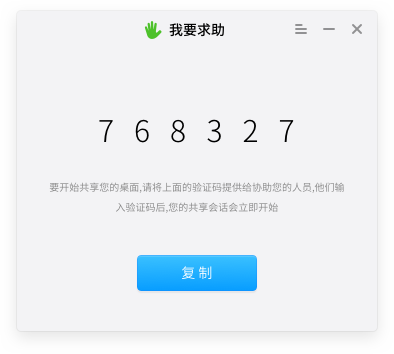 我要求助
7 6 8 3 2 7
要开始共享您的桌面,请将上面的验证码提供给协助您的人员,他们输
入验证码后,您的共享会话会立即开始
复制